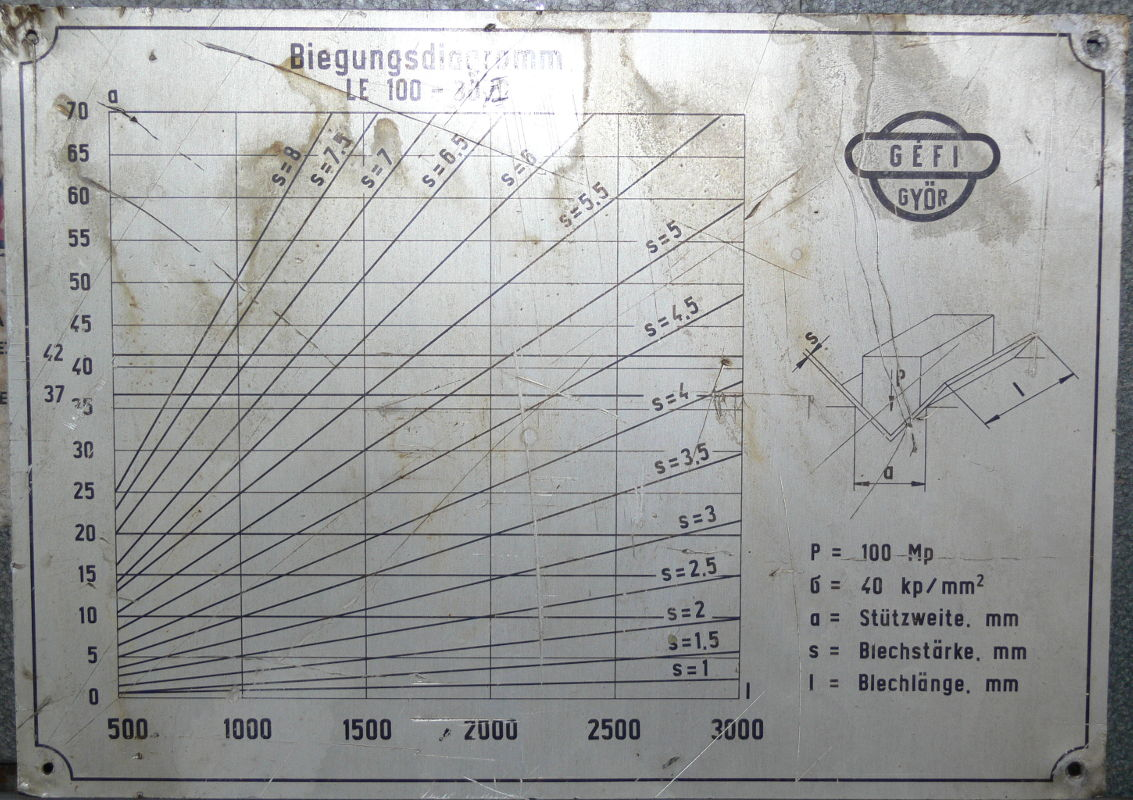 Biegungsdiagramm
LE 100 -
a
70
65
60
55
50
45
42
40
37
35
30
25
20
15
10
5
0
s=8
s=7,5
s=7
s=6,5
s=6
s=5,5
s=5
s=4,5
s=4
s=3,5
s=3
s=2,5
s=2
s=1,5
s=1
l
500 1000 1500 2000 2500 3000
GÉFI
GYŐR
s
P
l
a
P = 100 Mp
б = 40 kp/mm²
a = Stützweite, mm
s = Blechstärke, mm
l = Blechlänge, mm